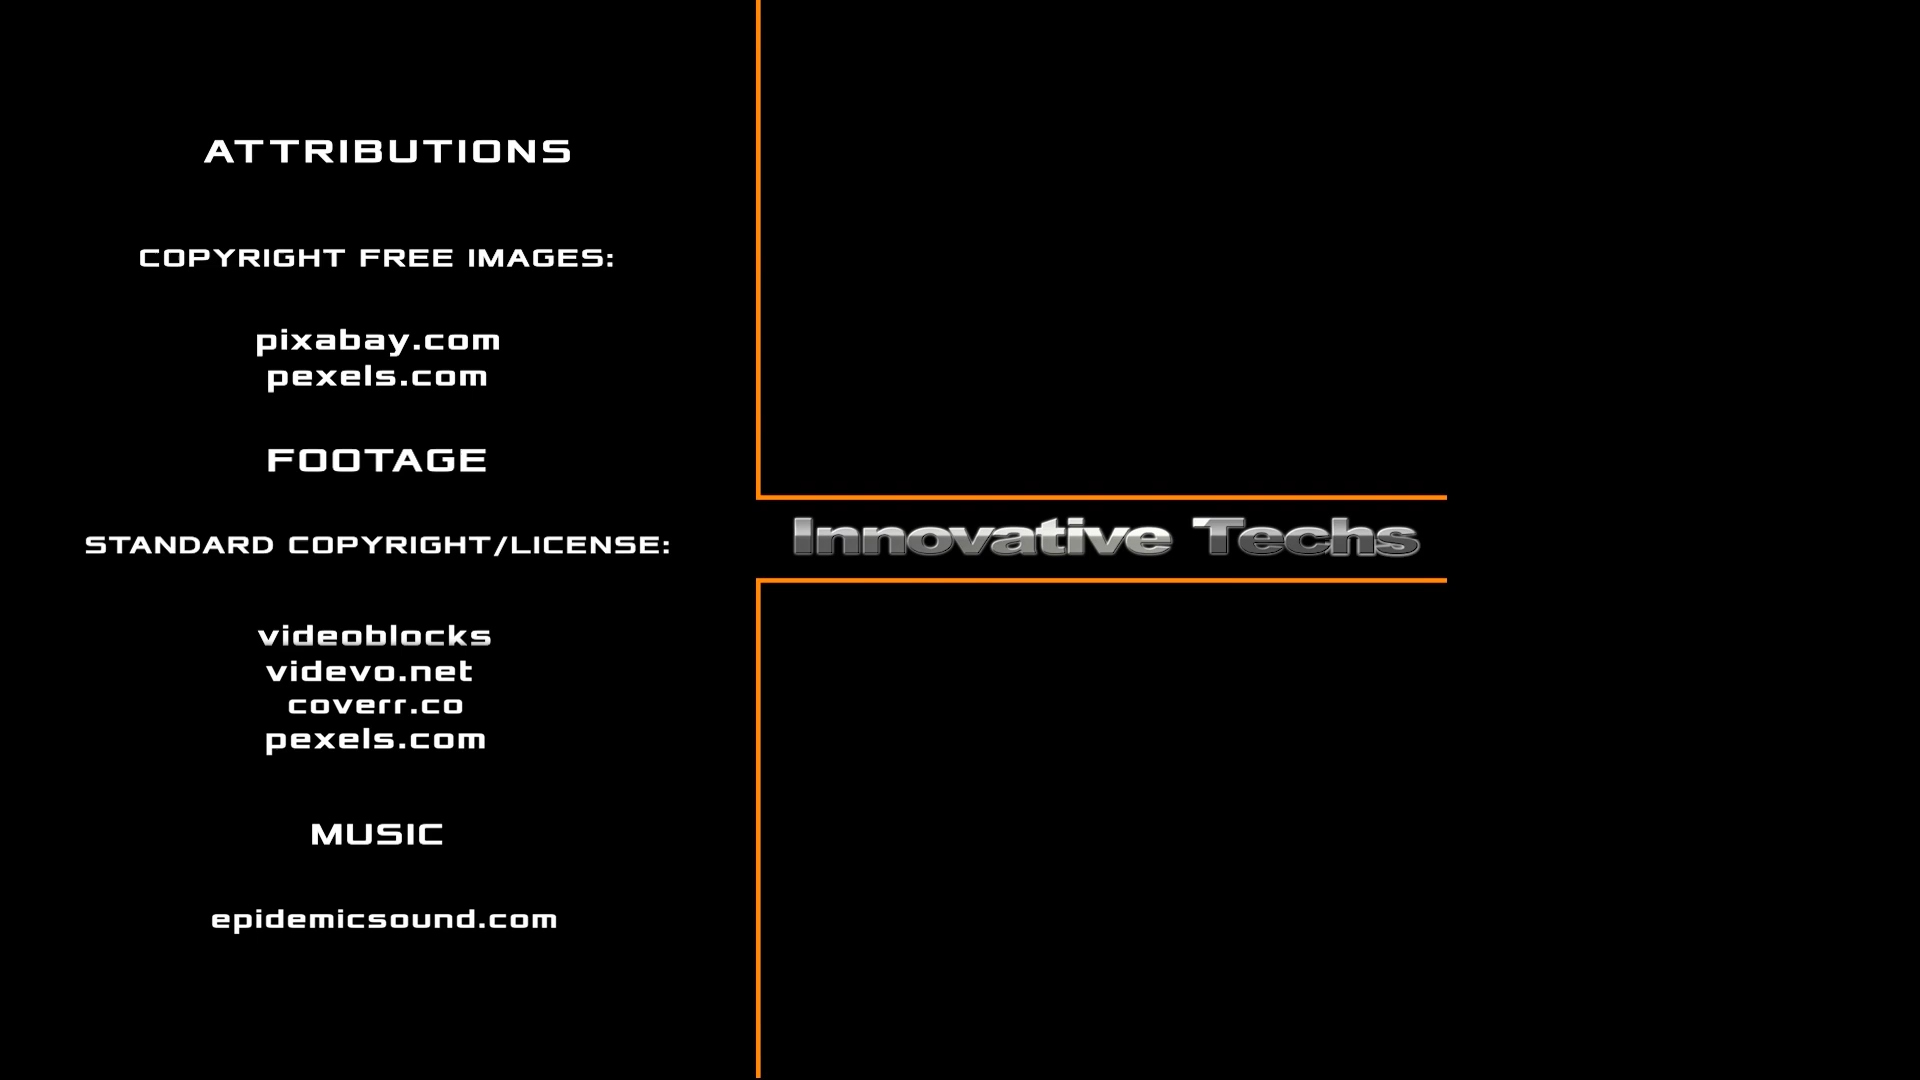 ATTRIBUTIONS
COPYRIGHT FREE IMAGES:
pixabay.com
pexels.com
FOOTAGE
STANDARD COPYRIGHT/LICENSE:
videoblocks
videvo.net
coverr.co
pexels.com
MUSIC
epidemicsound.com
Innovative Techs